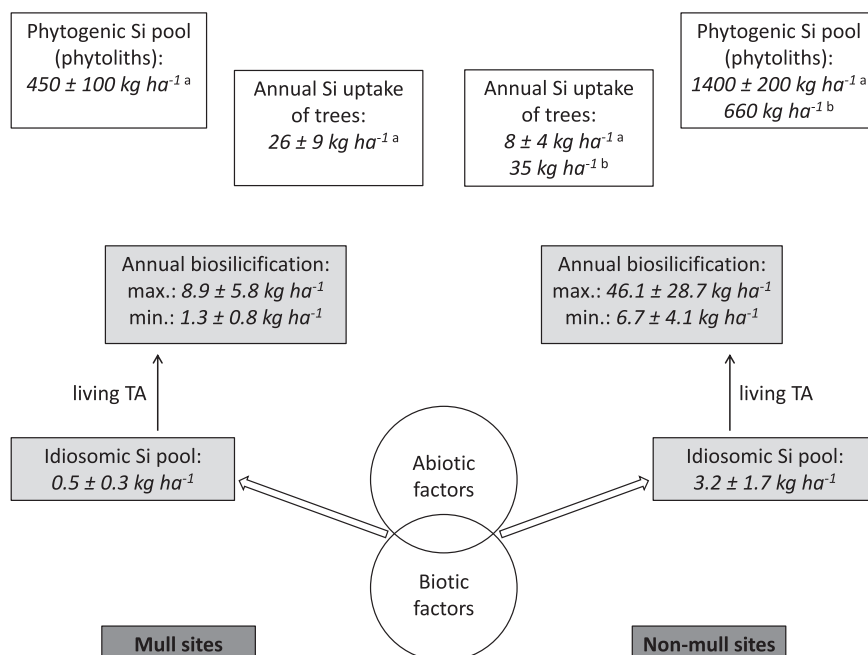 Phytogenic Si pool
(phytoliths):
450 ± 100 kg ha⁻¹ ᵃ
Annual Si uptake
of trees:
26 ± 9 kg ha⁻¹ ᵃ
Annual Si uptake
of trees:
8 ± 4 kg ha⁻¹ ᵃ
35 kg ha⁻¹ ᵇ
Phytogenic Si pool
(phytoliths):
1400 ± 200 kg ha⁻¹ ᵃ
660 kg ha⁻¹ ᵇ
Annual biosilicification:
max.: 8.9 ± 5.8 kg ha⁻¹
min.: 1.3 ± 0.8 kg ha⁻¹
Annual biosilicification:
max.: 46.1 ± 28.7 kg ha⁻¹
min.: 6.7 ± 4.1 kg ha⁻¹
living TA
living TA
Idiosomic Si pool:
0.5 ± 0.3 kg ha⁻¹
Abiotic
factors
Idiosomic Si pool:
3.2 ± 1.7 kg ha⁻¹
Biotic
factors
Mull sites
Non-mull sites